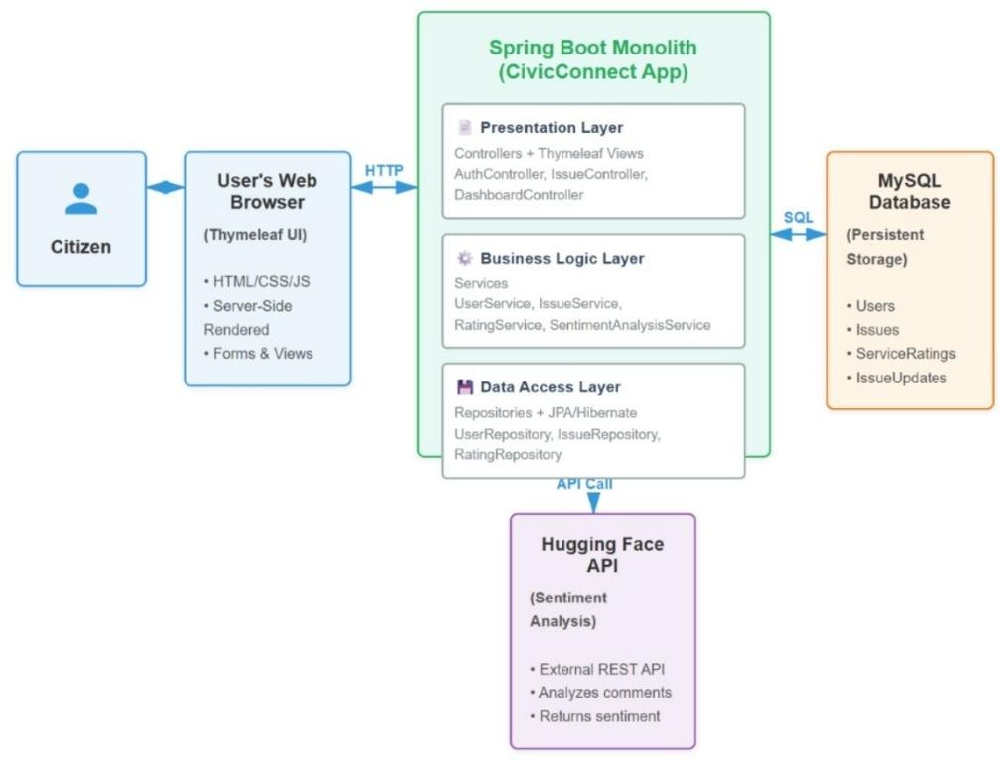 Spring Boot Monolith
(CivicConnect App)
Presentation Layer
Controllers + Thymeleaf Views
AuthController, IssueController,
DashboardController
Business Logic Layer
Services
UserService, IssueService,
RatingService, SentimentAnalysisService
Data Access Layer
Repositories + JPA/Hibernate
UserRepository, IssueRepository,
RatingRepository
Citizen
User's Web
Browser
(Thymeleaf UI)
• HTML/CSS/JS
• Server-Side
Rendered
• Forms & Views
HTTP
SQL
MySQL
Database
(Persistent
Storage)
• Users
• Issues
• ServiceRatings
• IssueUpdates
API Call
Hugging Face
API
(Sentiment
Analysis)
• External REST API
• Analyzes comments
• Returns sentiment